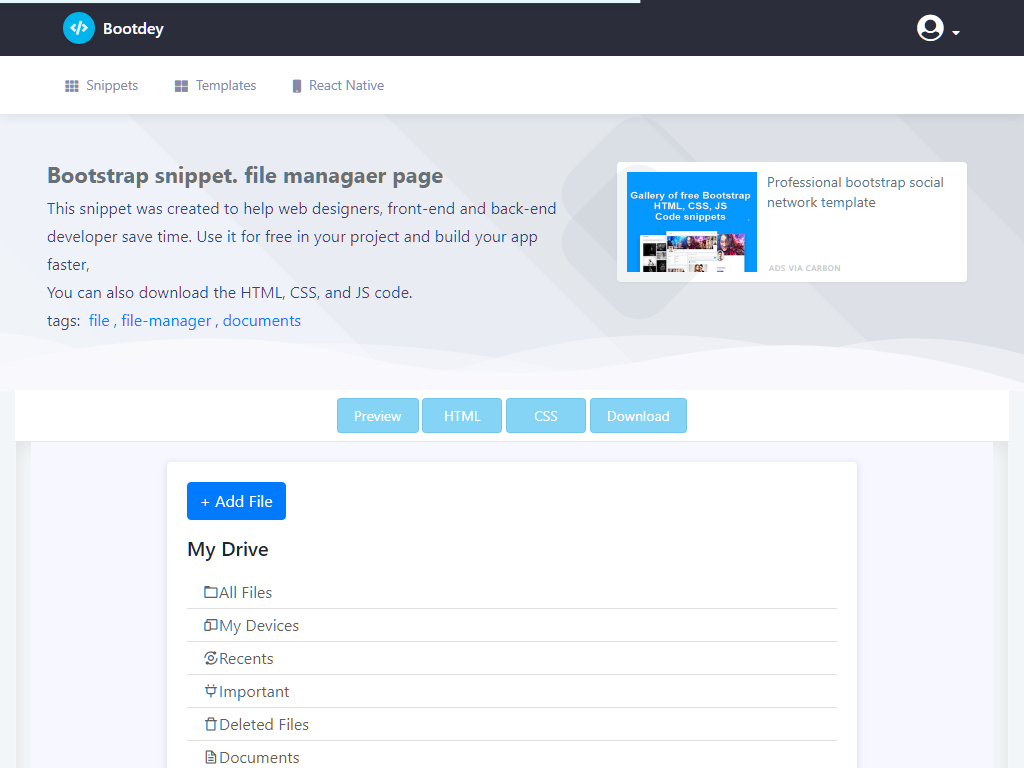 Bootdey
Snippets
Templates
React Native
Bootstrap snippet. file managaer page
This snippet was created to help web designers, front-end and back-end
developer save time. Use it for free in your project and build your app
faster,
You can also download the HTML, CSS, and JS code.
tags: file , file-manager , documents
Gallery of free Bootstrap
HTML, CSS, JS
Code snippets
Professional bootstrap social
network template
ADS VIA CARBON
Preview
HTML
CSS
Download
+ Add File
My Drive
All Files
My Devices
Recents
Important
Deleted Files
Documents